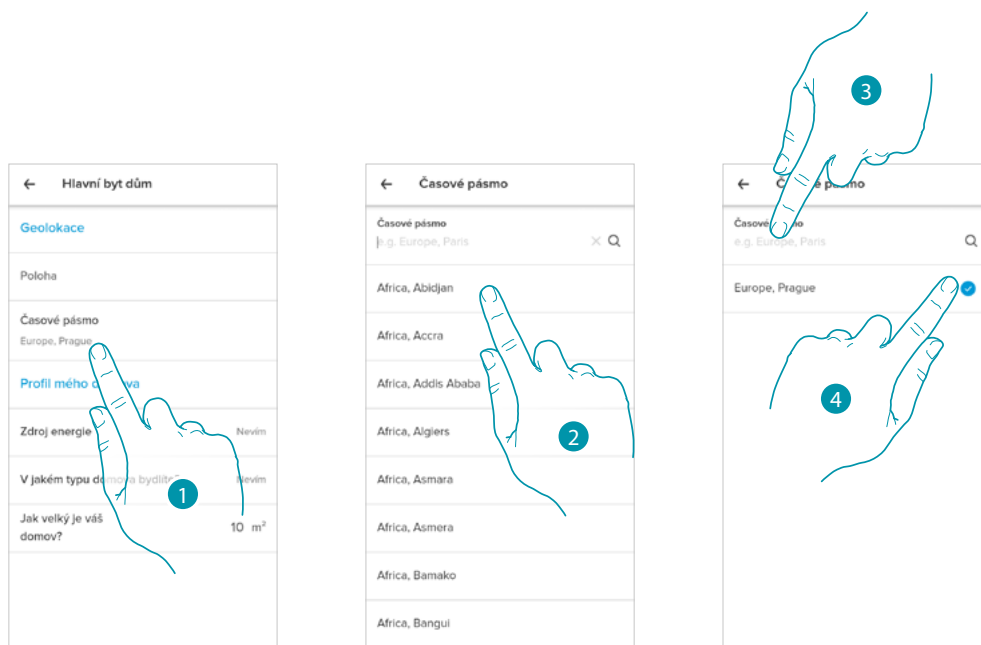 ← Hlavní byt dům
Geolokace
Poloha
Časové pásmo
Europe, Prague
Profil mého
Zdroj energie Nevím
V jakém typu domova bydlíte? Nevím
Jak velký je váš
domov?
10 m²
1
← Časové pásmo
Časové pásmo
e.g. Europe, Paris
Africa, Abidjan
Africa, Accra
Africa, Addis Ababa
Africa, Algiers
Africa, Asmara
Africa, Asmera
Africa, Bamako
Africa, Bangui
2
3
←
Časové
e.g. Europe, Paris
Europe, Prague
4